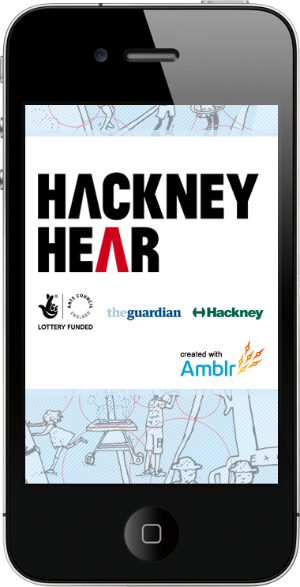 HACKNEY
HEAR
ARTS COUNCIL
ENGLAND
LOTTERY FUNDED
theguardian
Hackney
created with
Amblr